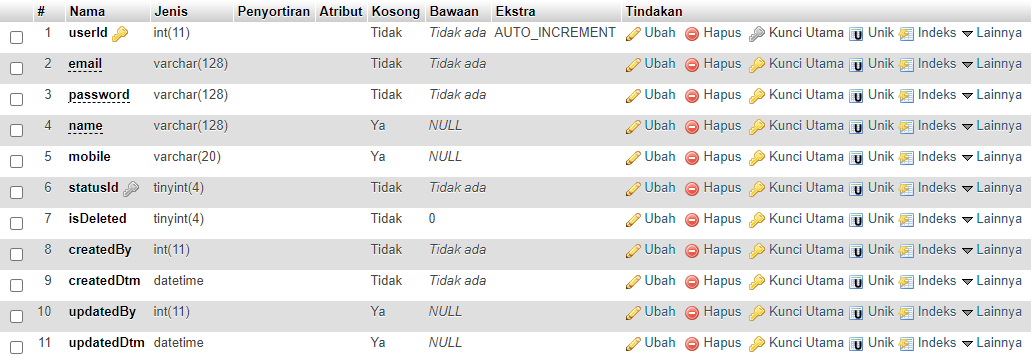 # Nama Jenis Penyortiran Atribut Kosong Bawaan Ekstra Tindakan
1 userId int(11) Tidak Tidak ada AUTO_INCREMENT Ubah Hapus Kunci Utama U Unik Indeks Lainnya
2 email varchar(128) Tidak Tidak ada Ubah Hapus Kunci Utama U Unik Indeks Lainnya
3 password varchar(128) Tidak Tidak ada Ubah Hapus Kunci Utama U Unik Indeks Lainnya
4 name varchar(128) Ya NULL Ubah Hapus Kunci Utama U Unik Indeks Lainnya
5 mobile varchar(20) Ya NULL Ubah Hapus Kunci Utama U Unik Indeks Lainnya
6 statusId tinyint(4) Tidak Tidak ada Ubah Hapus Kunci Utama U Unik Indeks Lainnya
7 isDeleted tinyint(4) Tidak 0 Ubah Hapus Kunci Utama U Unik Indeks Lainnya
8 createdBy int(11) Tidak Tidak ada Ubah Hapus Kunci Utama U Unik Indeks Lainnya
9 createdDtm datetime Tidak Tidak ada Ubah Hapus Kunci Utama U Unik Indeks Lainnya
10 updatedBy int(11) Ya NULL Ubah Hapus Kunci Utama U Unik Indeks Lainnya
11 updatedDtm datetime Ya NULL Ubah Hapus Kunci Utama U Unik Indeks Lainnya